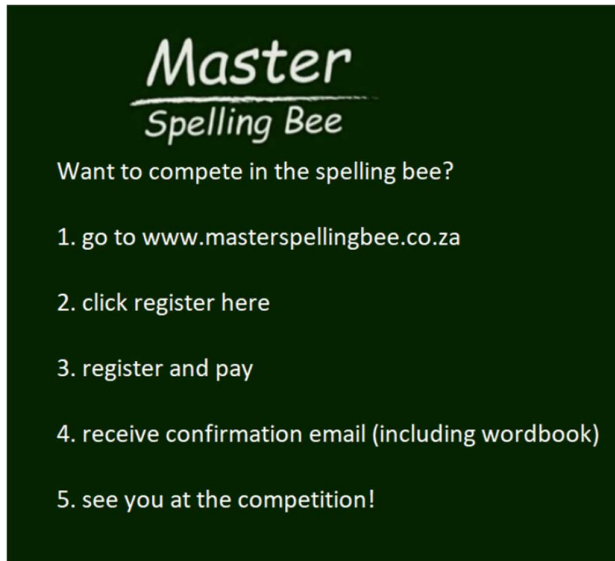 Master
Spelling Bee
Want to compete in the spelling bee?
1. go to www.masterspellingbee.co.za
2. click register here
3. register and pay
4. receive confirmation email (including wordbook)
5. see you at the competition!